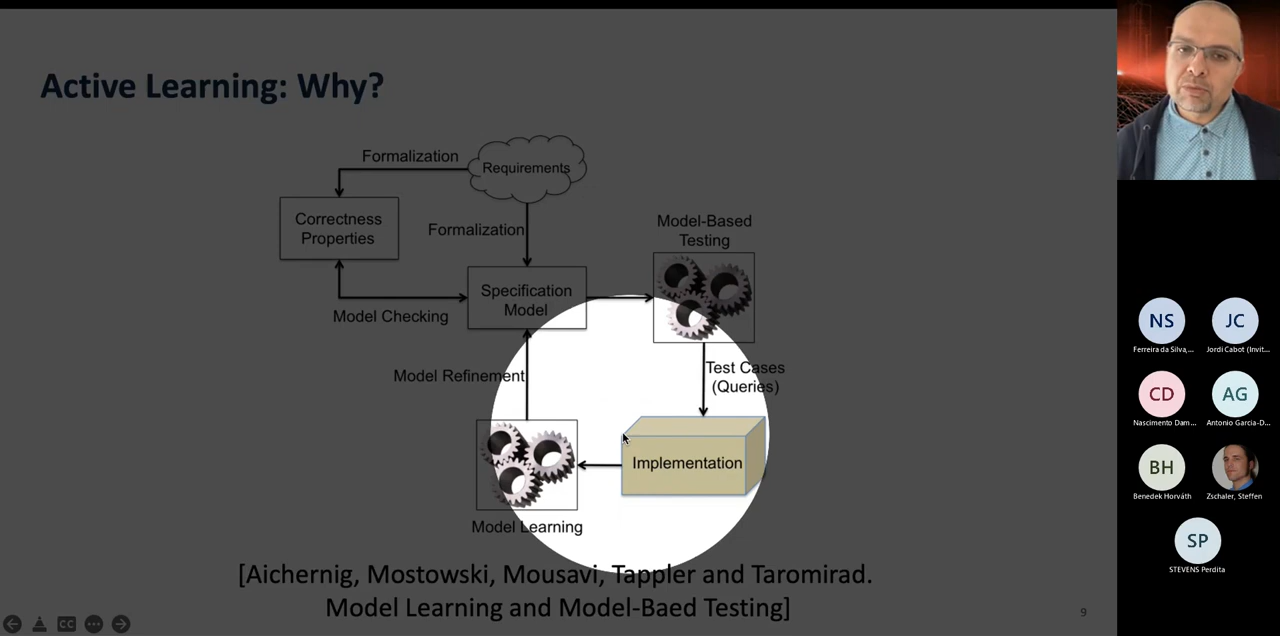 Active Learning: Why?
Formalization
Requirements
Correctness
Properties
Formalization
Model-Based
Testing
Specification
Model
Model Checking
Model Refinement
Test Cases
(Queries)
Implementation
Model Learning
[Aichernig, Mostowski, Mousavi, Tappler and Taromirad.
Model Learning and Model-Baed Testing]
9
CC
NS
Ferreira da Silva,...
JC
Jordi Cabot (Invit...
CD
Nascimento Dam...
AG
Antonio Garcia-D...
BH
Benedek Horváth
Zschaler, Steffen
SP
STEVENS Perdita